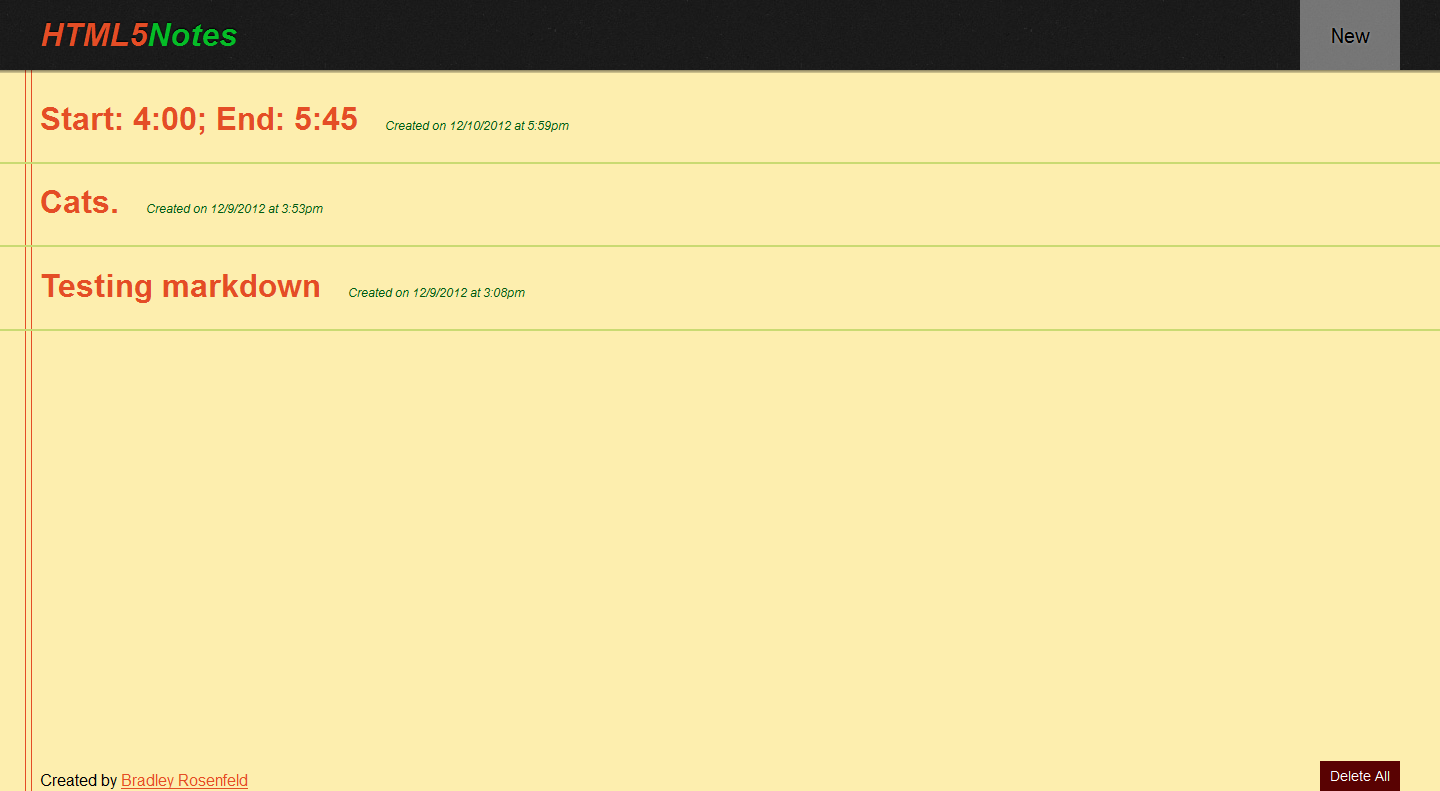 HTML5Notes
New
Start: 4:00; End: 5:45 Created on 12/10/2012 at 5:59pm
Cats. Created on 12/9/2012 at 3:53pm
Testing markdown Created on 12/9/2012 at 3:08pm
Created by Bradley Rosenfeld
Delete All